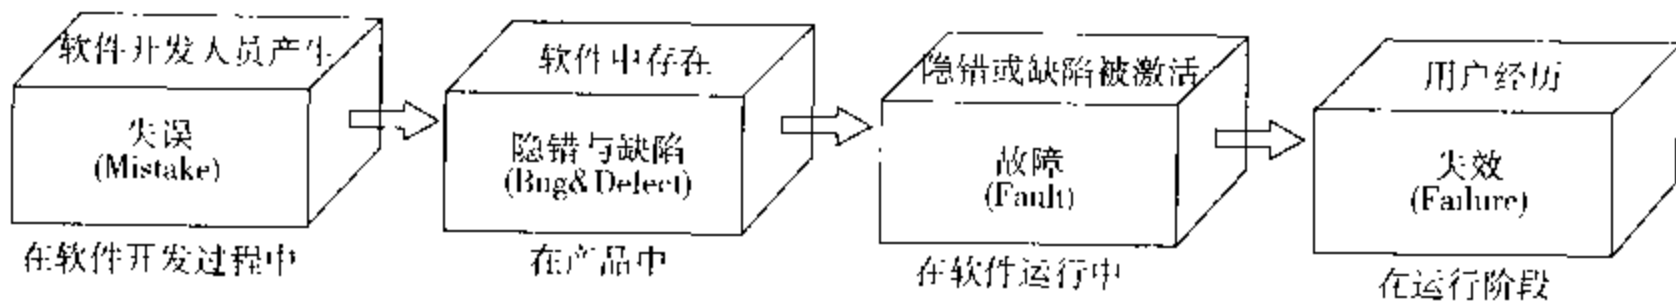 软件开发人员产生
失误
(Mistake)
在软件开发过程中
软件中存在
隐错与缺陷
(Bug&Defect)
在产品中
隐错或缺陷被激活
故障
(Fault)
在软件运行中
用户经历
失效
(Failure)
在运行阶段